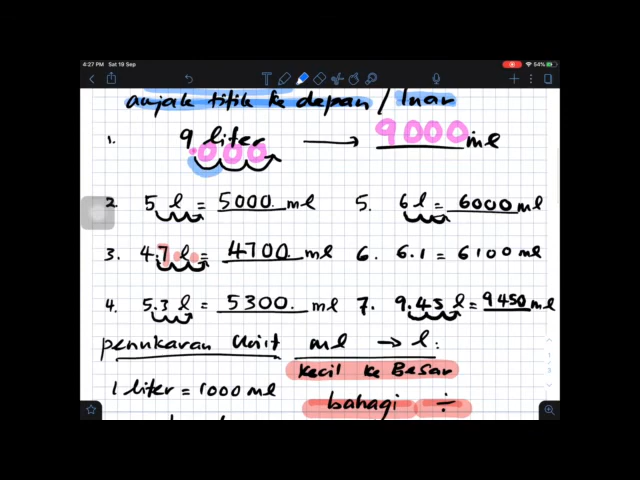 4:27 PM Sat 19 Sep 54%
anjak titik ke depan / luar
1. 9 liter → 9000 ml
.000
2. 5 l = 5000. ml 5. 6 l = 6000 ml
3. 4.7 l = 4700. ml 6. 6.1 = 6100 ml
4. 5.3 l = 5300. ml 7. 9.45 l = 9450 ml
penukaran Unit ml → l :
kecil ke Besar
1 liter = 1000 ml
bahagi ÷